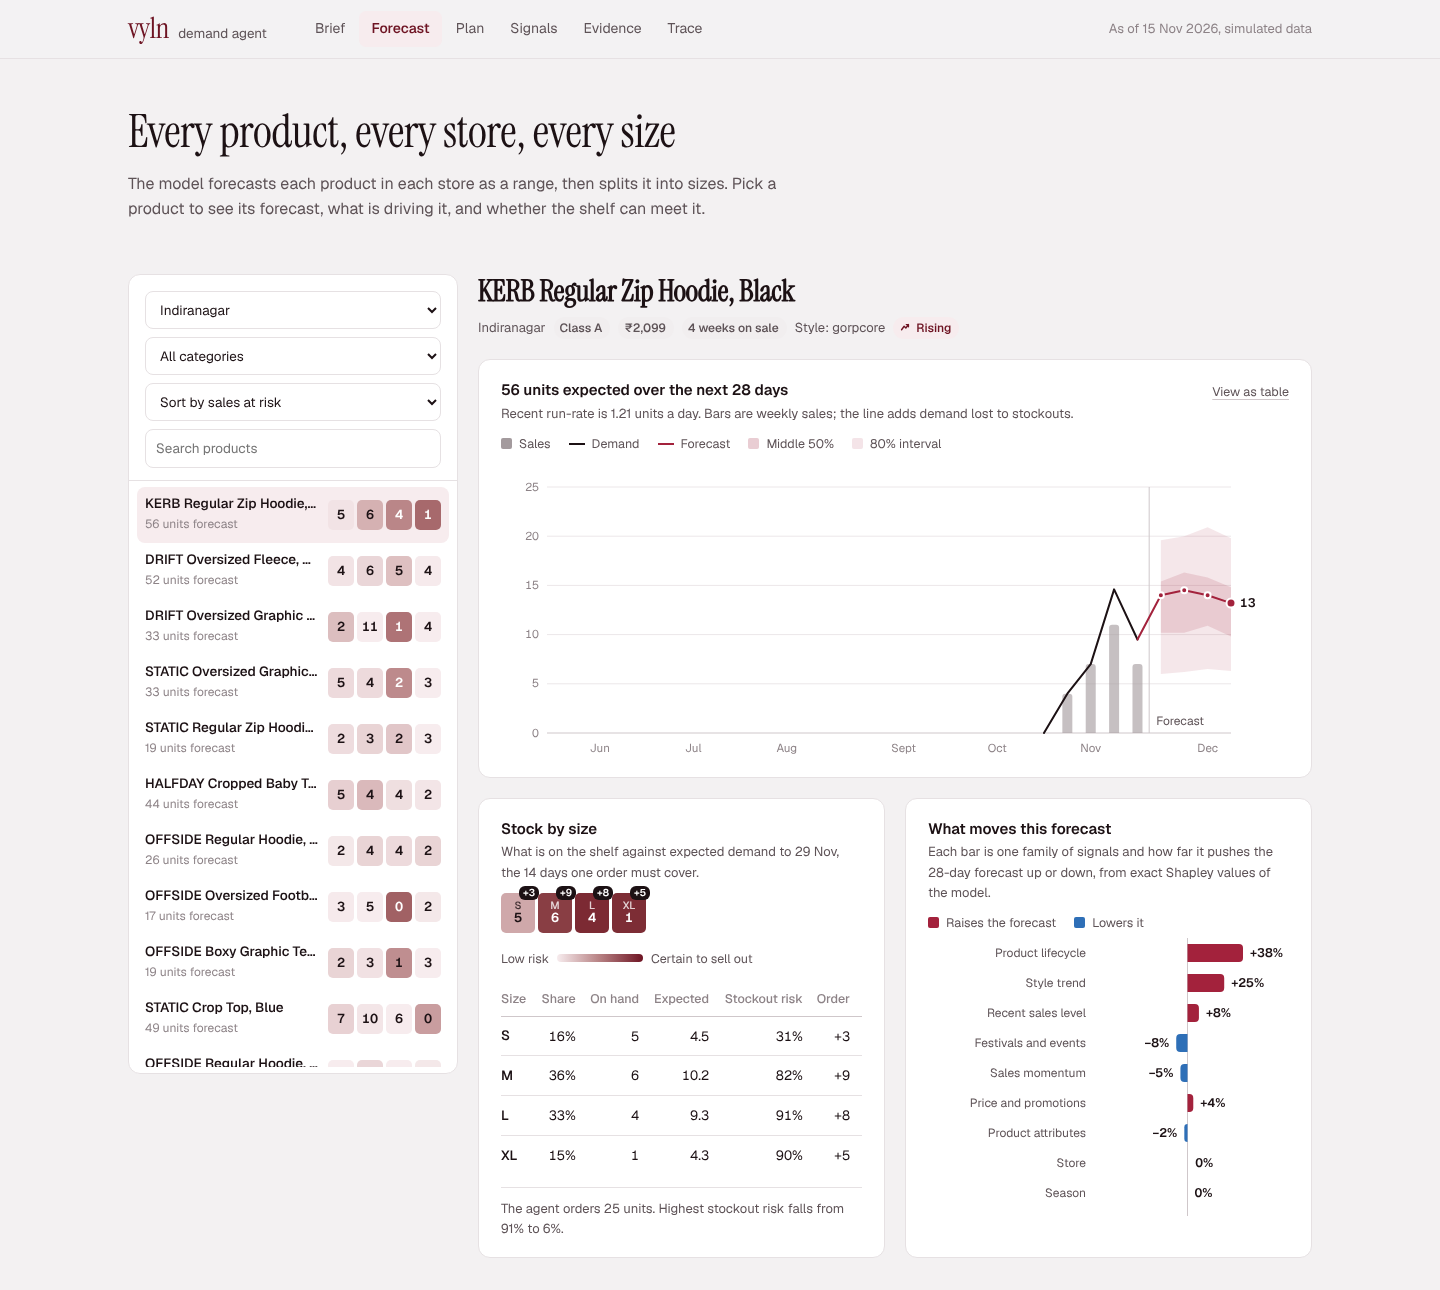 vyln demand agent Brief Forecast Plan Signals Evidence Trace As of 15 Nov 2026, simulated data
Every product, every store, every size
The model forecasts each product in each store as a range, then splits it into sizes. Pick a
product to see its forecast, what is driving it, and whether the shelf can meet it.
Indiranagar
All categories
Sort by sales at risk
Search products
KERB Regular Zip Hoodie,... 5 6 4 1
56 units forecast
DRIFT Oversized Fleece, ... 4 6 5 4
52 units forecast
DRIFT Oversized Graphic ... 2 11 1 4
33 units forecast
STATIC Oversized Graphic... 5 4 2 3
33 units forecast
STATIC Regular Zip Hoodi... 2 3 2 3
19 units forecast
HALFDAY Cropped Baby T... 5 4 4 2
44 units forecast
OFFSIDE Regular Hoodie, ... 2 4 4 2
26 units forecast
OFFSIDE Oversized Footb... 3 5 0 2
17 units forecast
OFFSIDE Boxy Graphic Te... 2 3 1 3
19 units forecast
STATIC Crop Top, Blue 7 10 6 0
49 units forecast
OFFSIDE Regular Hoodie, ...
KERB Regular Zip Hoodie, Black
Indiranagar Class A ₹2,099 4 weeks on sale Style: gorpcore Rising
56 units expected over the next 28 days View as table
Recent run-rate is 1.21 units a day. Bars are weekly sales; the line adds demand lost to stockouts.
Sales Demand Forecast Middle 50% 80% interval
25
20
15
13
10
5
Forecast
0
Jun Jul Aug Sept Oct Nov Dec
Stock by size
What is on the shelf against expected demand to 29 Nov,
the 14 days one order must cover.
+3 +9 +8 +5
S M L XL
5 6 4 1
Low risk Certain to sell out
Size Share On hand Expected Stockout risk Order
S 16% 5 4.5 31% +3
M 36% 6 10.2 82% +9
L 33% 4 9.3 91% +8
XL 15% 1 4.3 90% +5
The agent orders 25 units. Highest stockout risk falls from
91% to 6%.
What moves this forecast
Each bar is one family of signals and how far it pushes the
28-day forecast up or down, from exact Shapley values of
the model.
Raises the forecast Lowers it
Product lifecycle +38%
Style trend +25%
Recent sales level +8%
Festivals and events −8%
Sales momentum −5%
Price and promotions +4%
Product attributes −2%
Store 0%
Season 0%